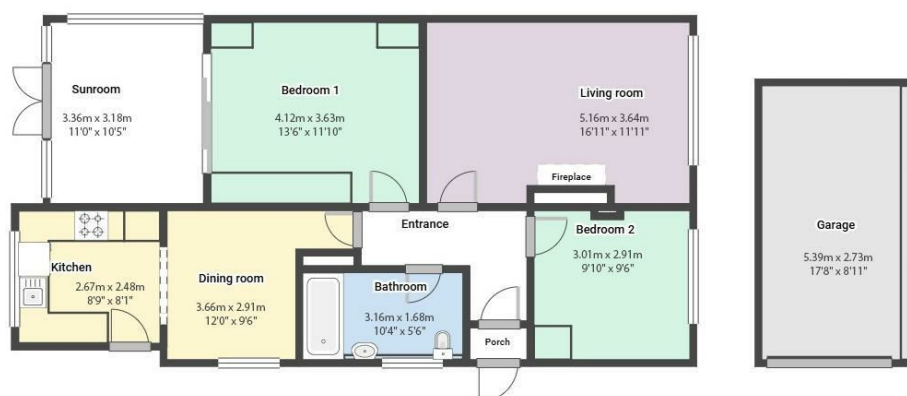 Sunroom
3.36m x 3.18m
11'0" x 10'5"
Bedroom 1
4.12m x 3.63m
13'6" x 11'10"
Living room
5.16m x 3.64m
16'11" x 11'11"
Fireplace
Kitchen
2.67m x 2.48m
8'9" x 8'1"
Dining room
3.66m x 2.91m
12'0" x 9'6"
Entrance
Bathroom
3.16m x 1.68m
10'4" x 5'6"
Porch
Bedroom 2
3.01m x 2.91m
9'10" x 9'6"
Garage
5.39m x 2.73m
17'8" x 8'11"